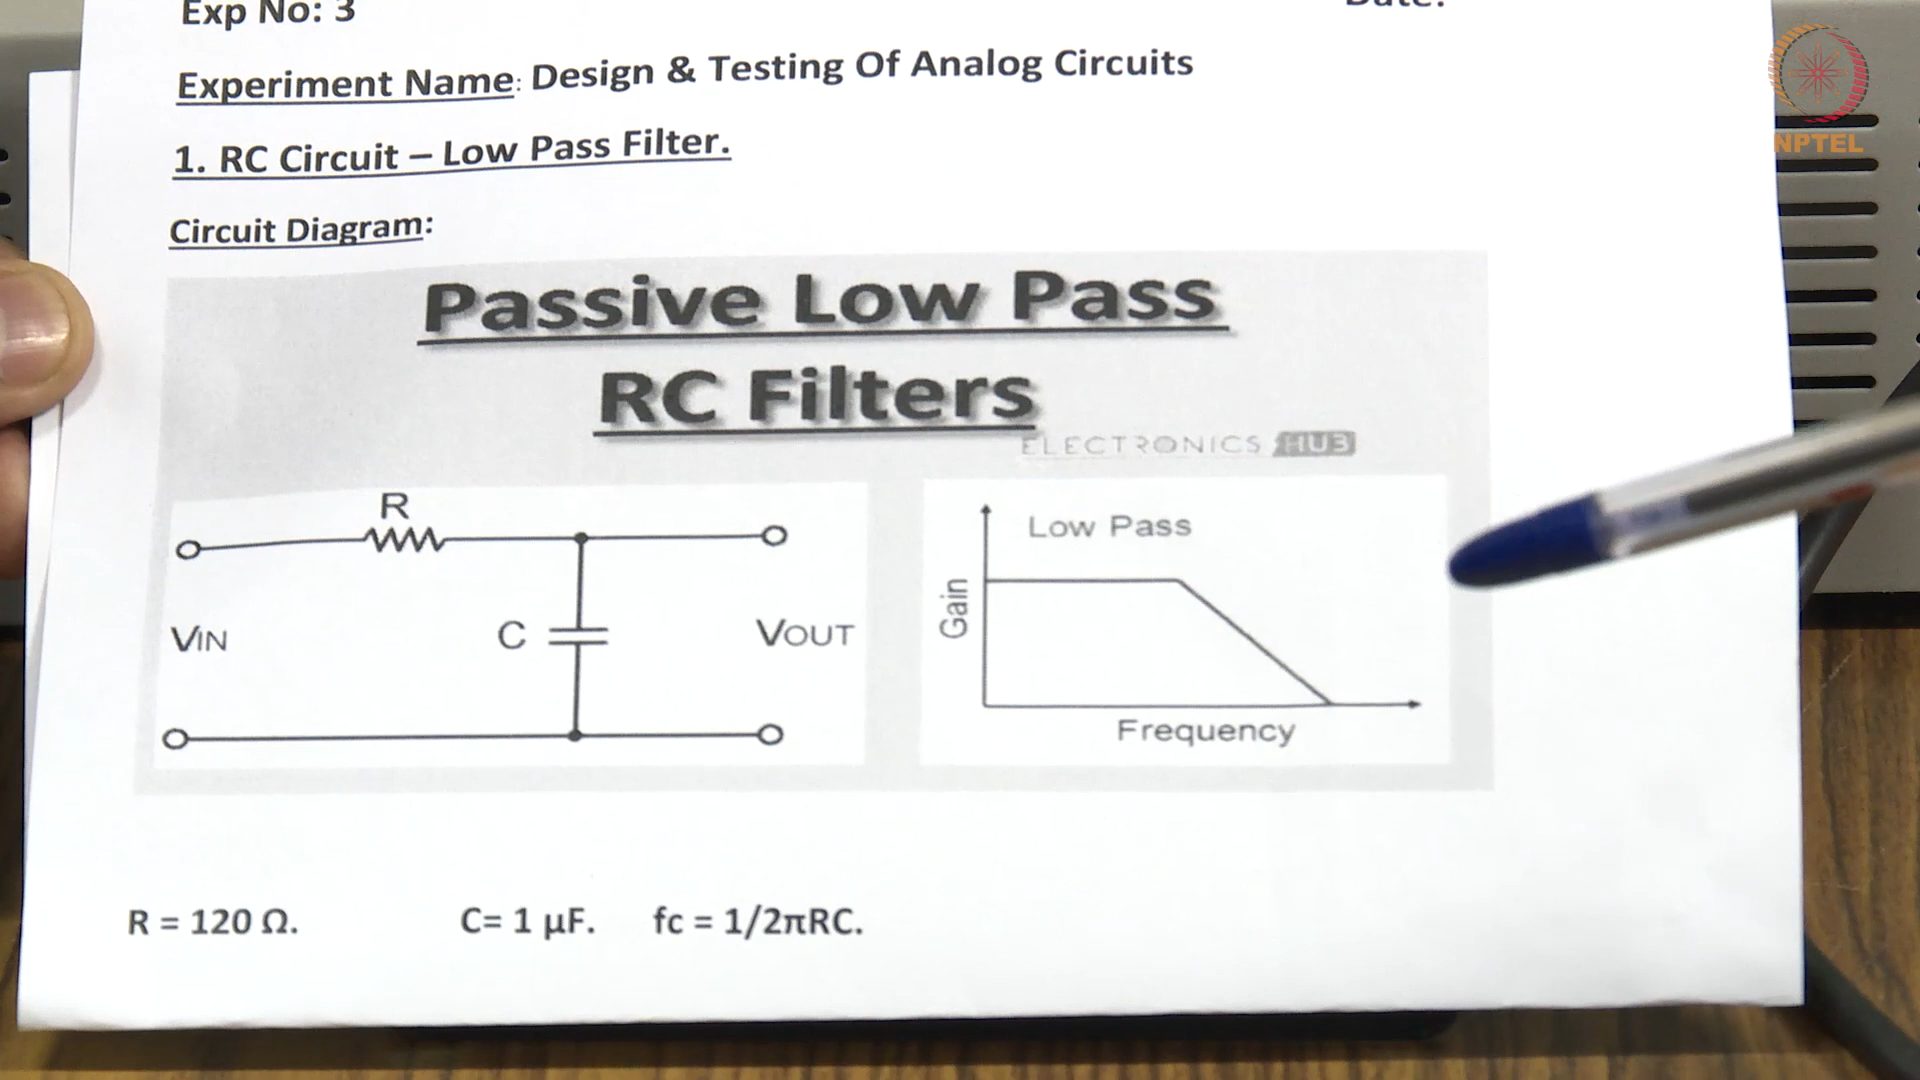 Exp No: 3
Date:
Experiment Name: Design & Testing Of Analog Circuits
1. RC Circuit – Low Pass Filter.
Circuit Diagram:
Passive Low Pass
RC Filters
ELECTRONICS HUB
R
Low Pass
Gain
VIN
C
VOUT
Frequency
R = 120 Ω. C= 1 µF. fc = 1/2πRC.
NPTEL